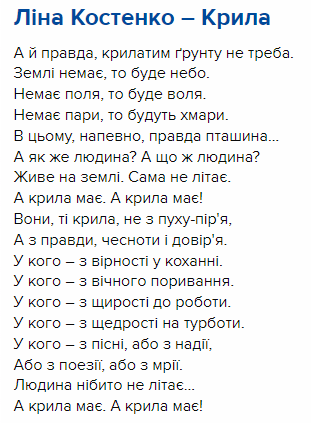 Ліна Костенко – Крила
А й правда, крилатим ґрунту не треба.
Землі немає, то буде небо.
Немає поля, то буде воля.
Немає пари, то будуть хмари.
В цьому, напевно, правда пташина...
А як же людина? А що ж людина?
Живе на землі. Сама не літає.
А крила має. А крила має!
Вони, ті крила, не з пуху-пір'я,
А з правди, чесноти і довір'я.
У кого – з вірності у коханні.
У кого – з вічного поривання.
У кого – з щирості до роботи.
У кого – з щедрості на турботи.
У кого – з пісні, або з надії,
Або з поезії, або з мрії.
Людина нібито не літає...
А крила має. А крила має!